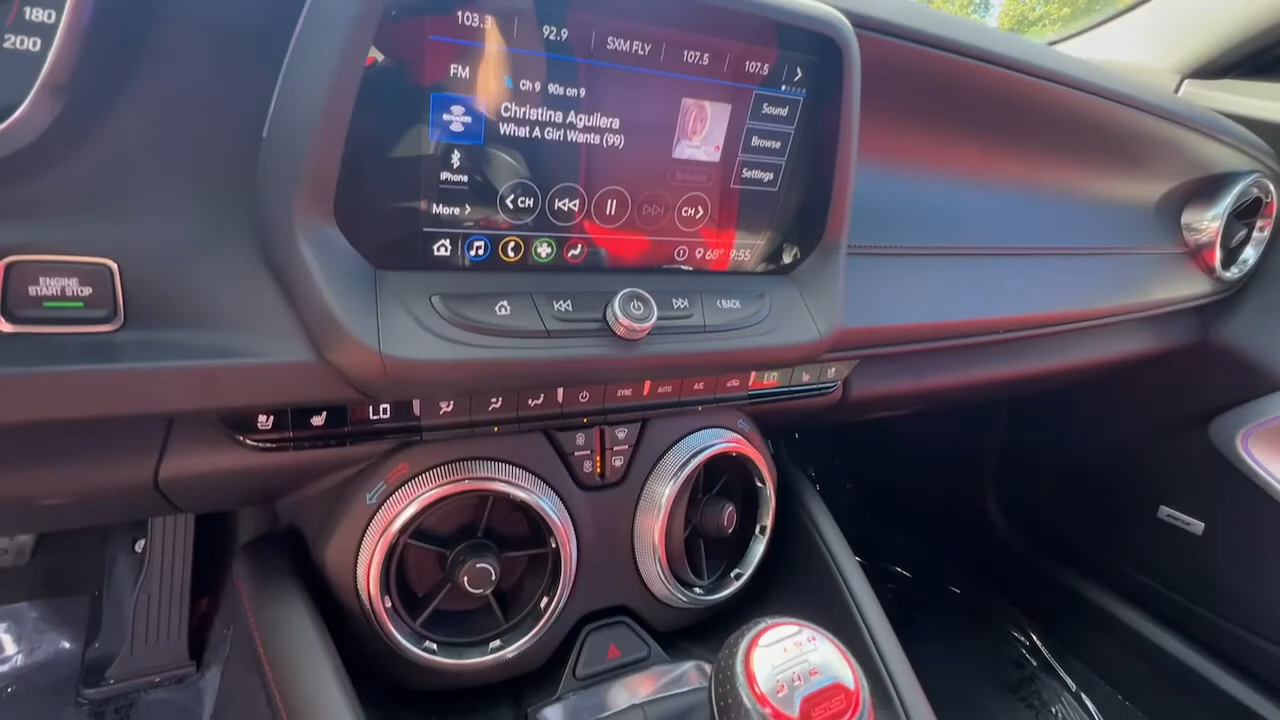 180
200
103.3
92.9
SXM FLY
107.5
107.5
FM
Ch 9 90s on 9
Christina Aguilera
What A Girl Wants (99)
Sound
Browse
Settings
iPhone
More
CH
CH
68° 9:55
ENGINE
START STOP
BACK
LO
SYNC
AUTO
A/C
LO